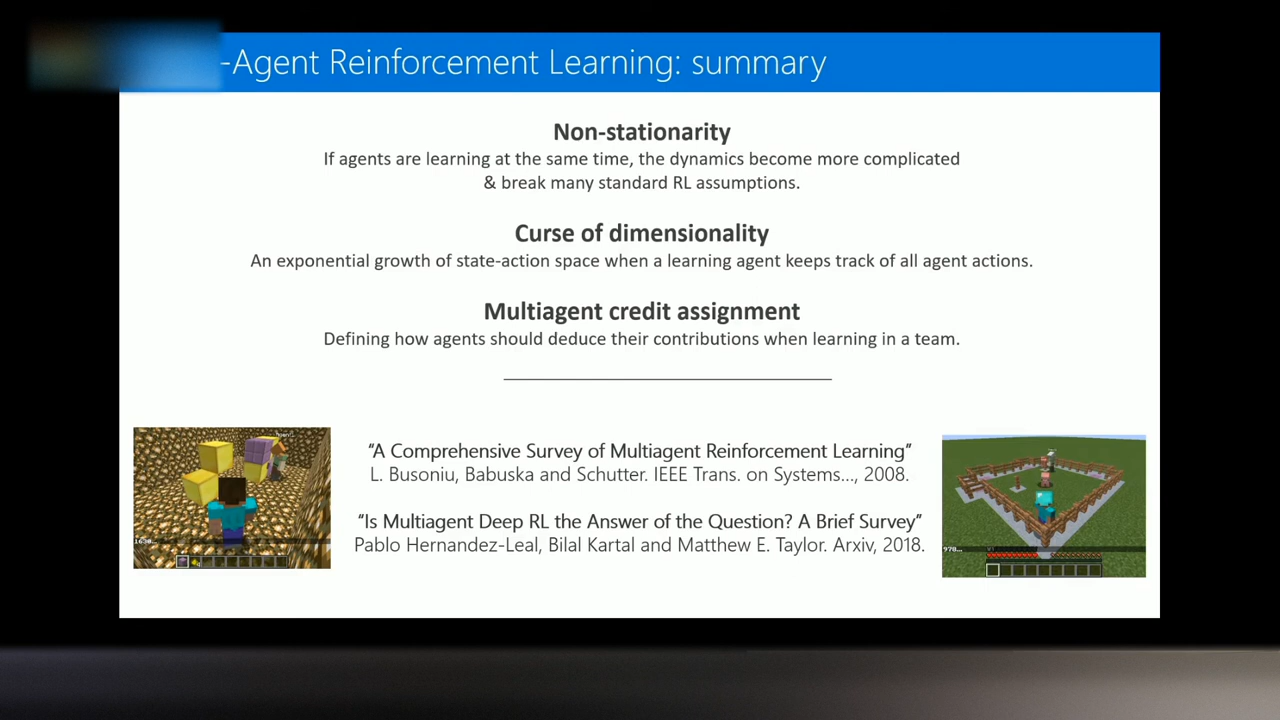 -Agent Reinforcement Learning: summary
Non-stationarity
If agents are learning at the same time, the dynamics become more complicated
& break many standard RL assumptions.
Curse of dimensionality
An exponential growth of state-action space when a learning agent keeps track of all agent actions.
Multiagent credit assignment
Defining how agents should deduce their contributions when learning in a team.
“A Comprehensive Survey of Multiagent Reinforcement Learning”
L. Busoniu, Babuska and Schutter. IEEE Trans. on Systems..., 2008.
“Is Multiagent Deep RL the Answer of the Question? A Brief Survey”
Pablo Hernandez-Leal, Bilal Kartal and Matthew E. Taylor. Arxiv, 2018.